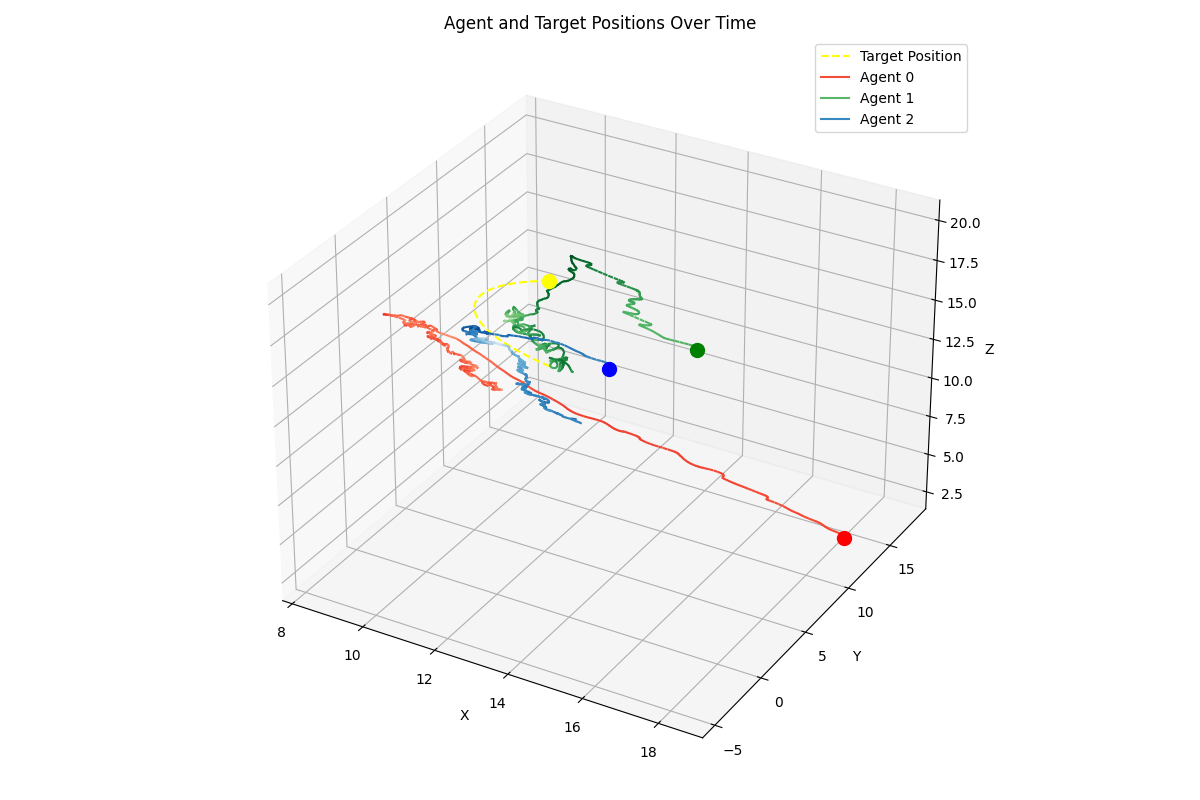 Agent and Target Positions Over Time
Target Position
Agent 0
Agent 1
Agent 2
20.0
17.5
15.0
12.5
10.0
7.5
5.0
2.5
Z
15
10
5
0
−5
Y
8
10
12
14
16
18
X